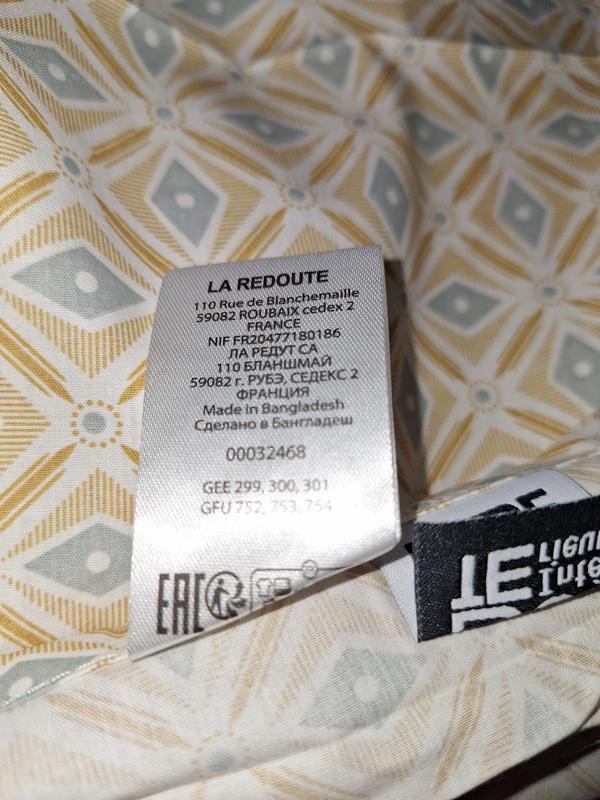 LA REDOUTE
110 Rue de Blanchemaille
59082 ROUBAIX cedex 2
FRANCE
NIF FR20477180186
ЛА РЕДУТ СА
110 БЛАНШМАЙ
59082 г. РУБЭ, СЕДЕКС 2
ФРАНЦИЯ
Made in Bangladesh
Сделано в Бангладеш
00032468
GEE 299, 300, 301
GFU 752, 753, 754
EAC